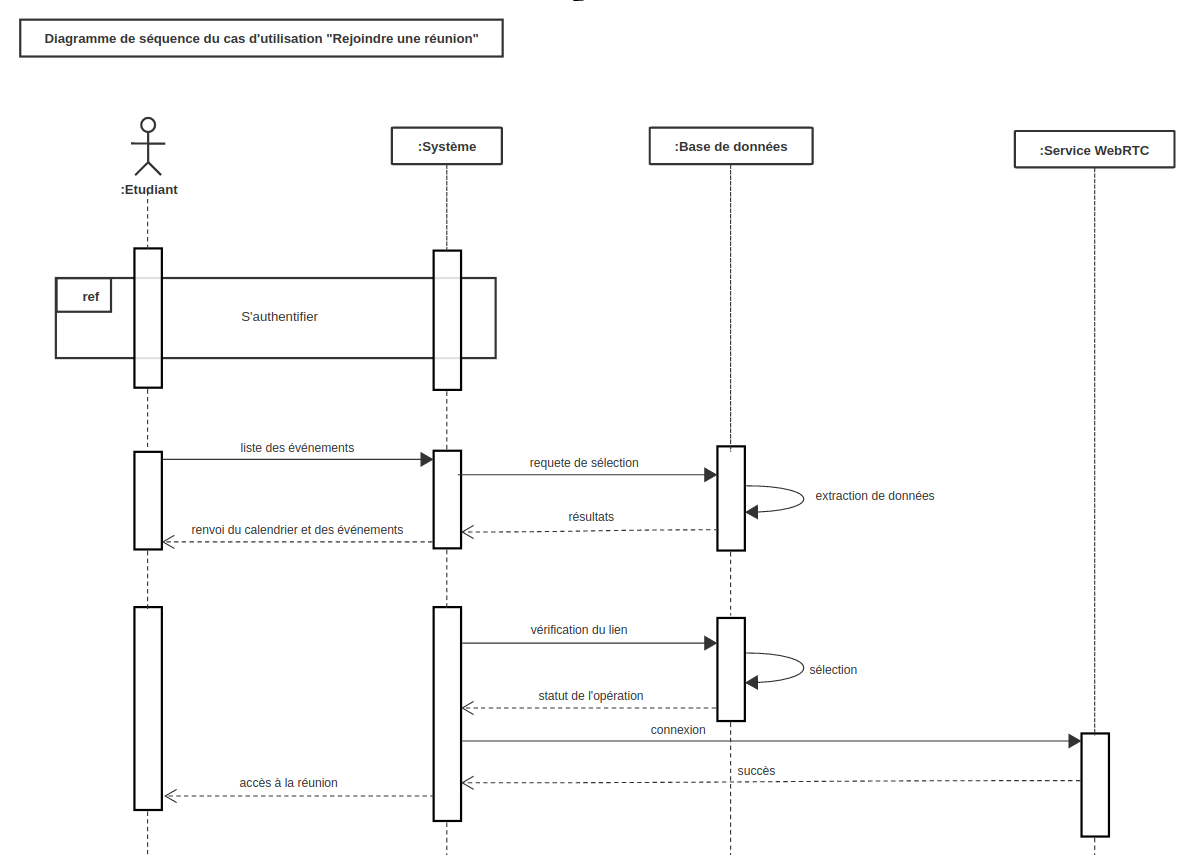 Diagramme de séquence du cas d'utilisation "Rejoindre une réunion"
:Etudiant
:Système
:Base de données
:Service WebRTC
ref
S'authentifier
liste des événements
requete de sélection
extraction de données
résultats
renvoi du calendrier et des événements
vérification du lien
sélection
statut de l'opération
connexion
succès
accès à la réunion